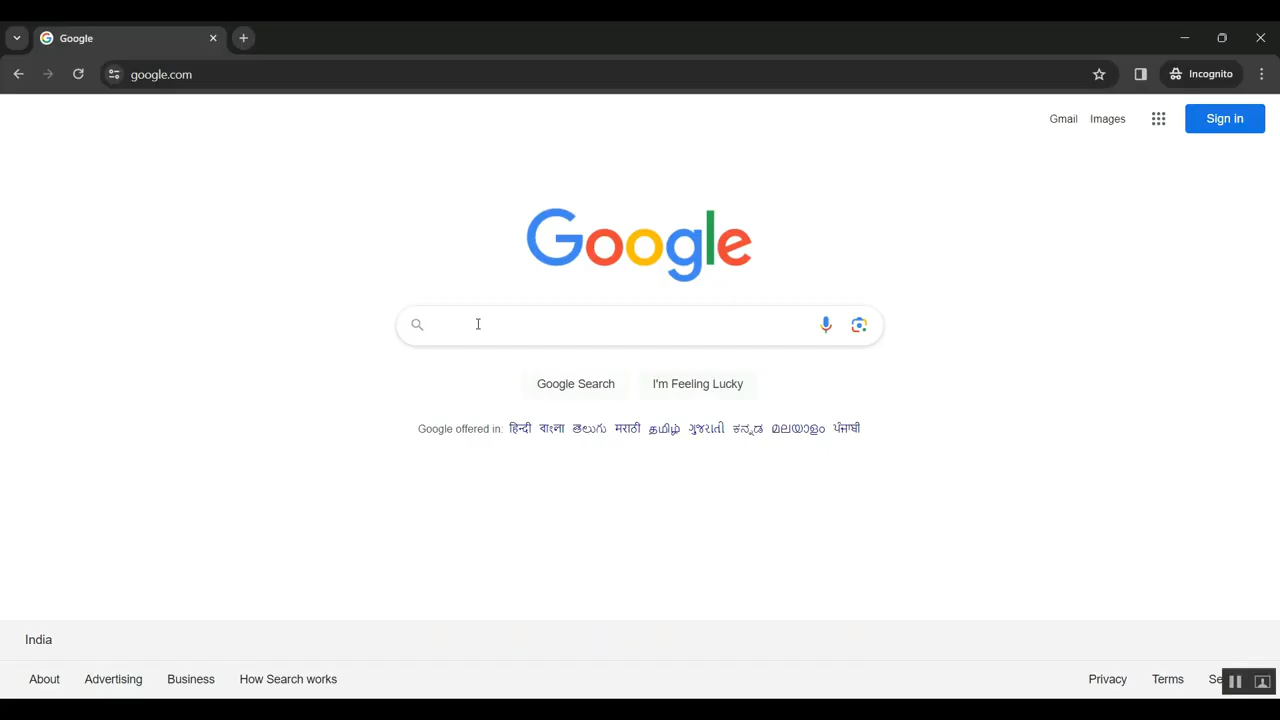 Google
google.com
Incognito
Gmail Images Sign in
Google
Google Search I'm Feeling Lucky
Google offered in: हिन्दी বাংলা తెలుగు मराठी தமிழ் ગુજરાતી ಕನ್ನಡ മലയാളം ਪੰਜਾਬੀ
India
About Advertising Business How Search works Privacy Terms Se